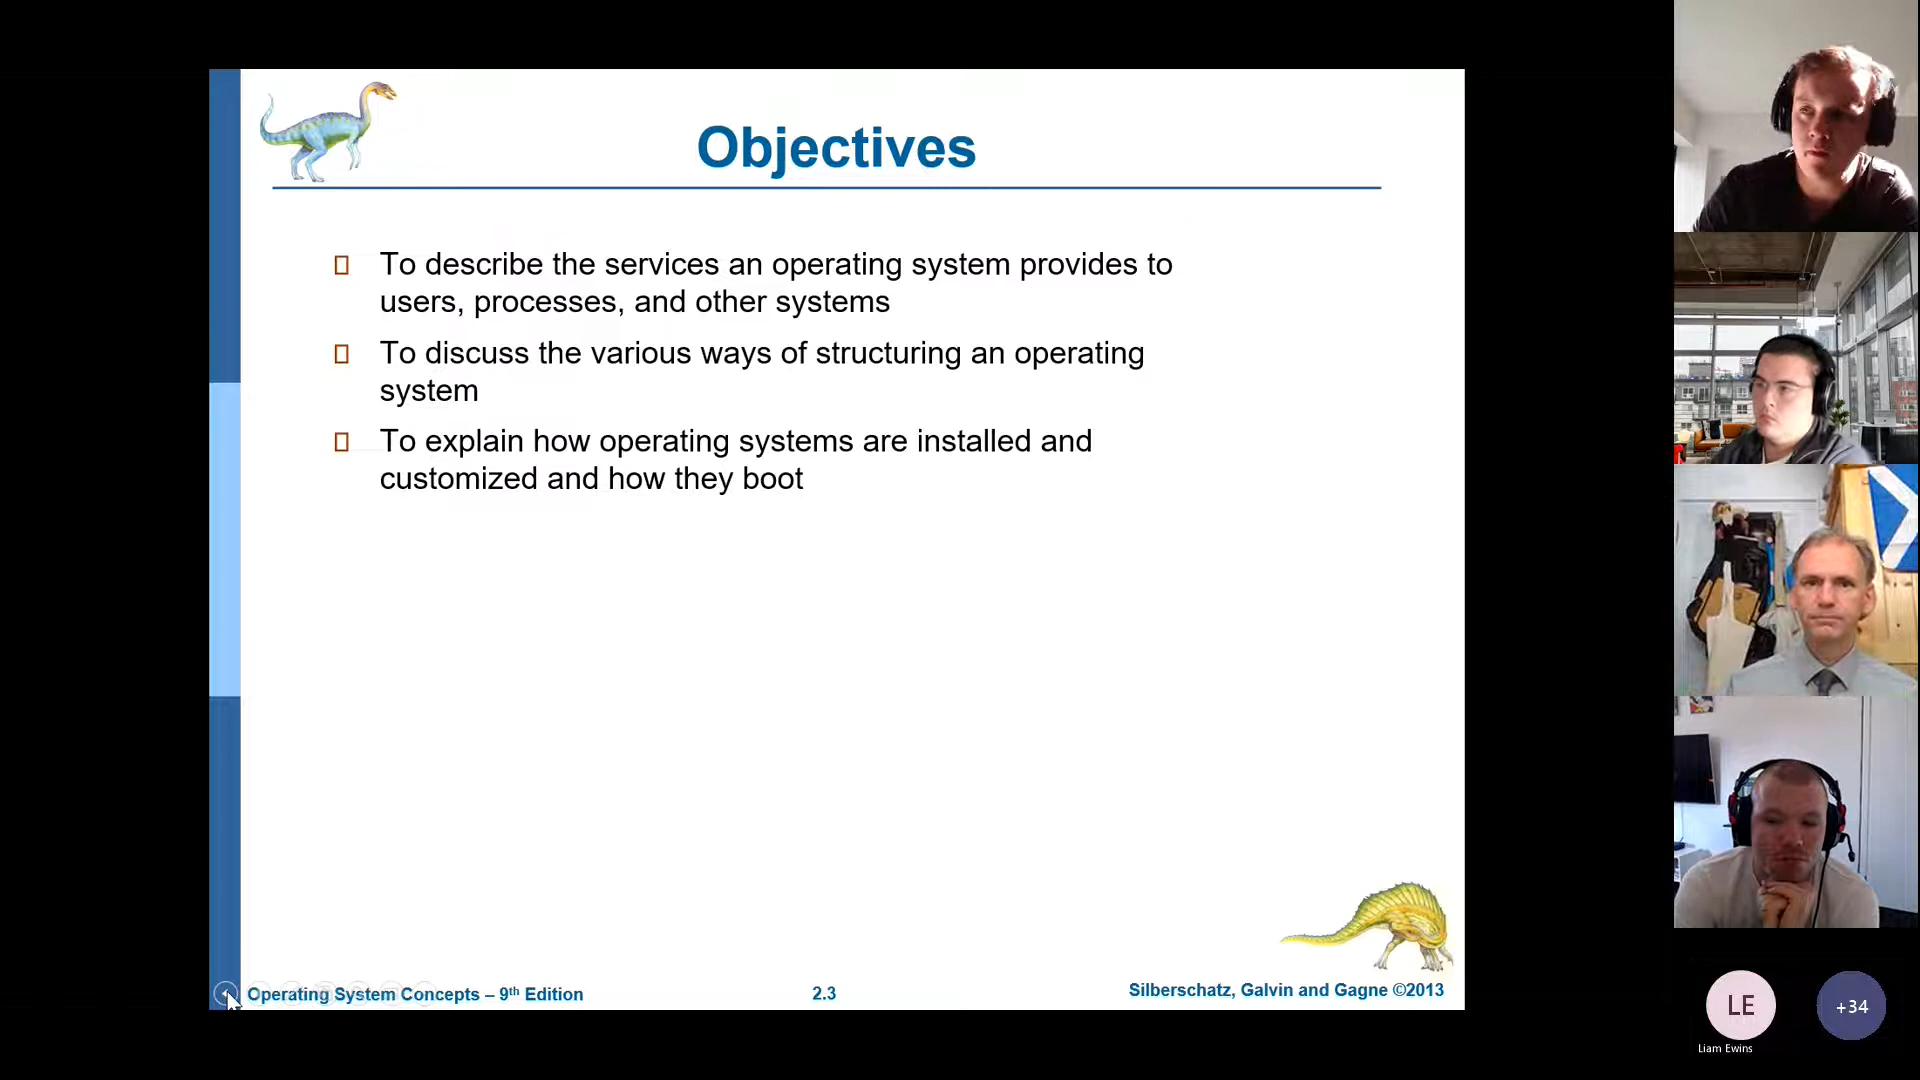 Objectives
To describe the services an operating system provides to
users, processes, and other systems
To discuss the various ways of structuring an operating
system
To explain how operating systems are installed and
customized and how they boot
Operating System Concepts – 9th Edition
2.3
Silberschatz, Galvin and Gagne ©2013
LE
+34
Liam Ewins